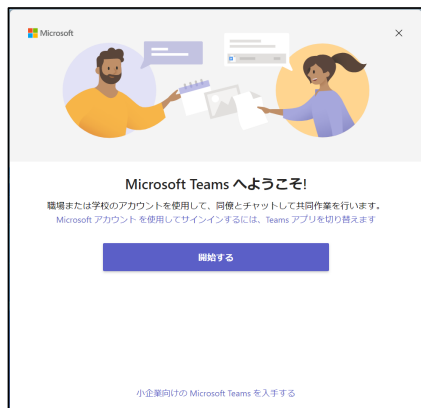 Microsoft
Microsoft Teams へようこそ!
職場または学校のアカウントを使用して、同僚とチャットして共同作業を行います。
Microsoft アカウント を使用してサインインするには、Teams アプリを切り替えます
開始する
小企業向けの Microsoft Teams を入手する